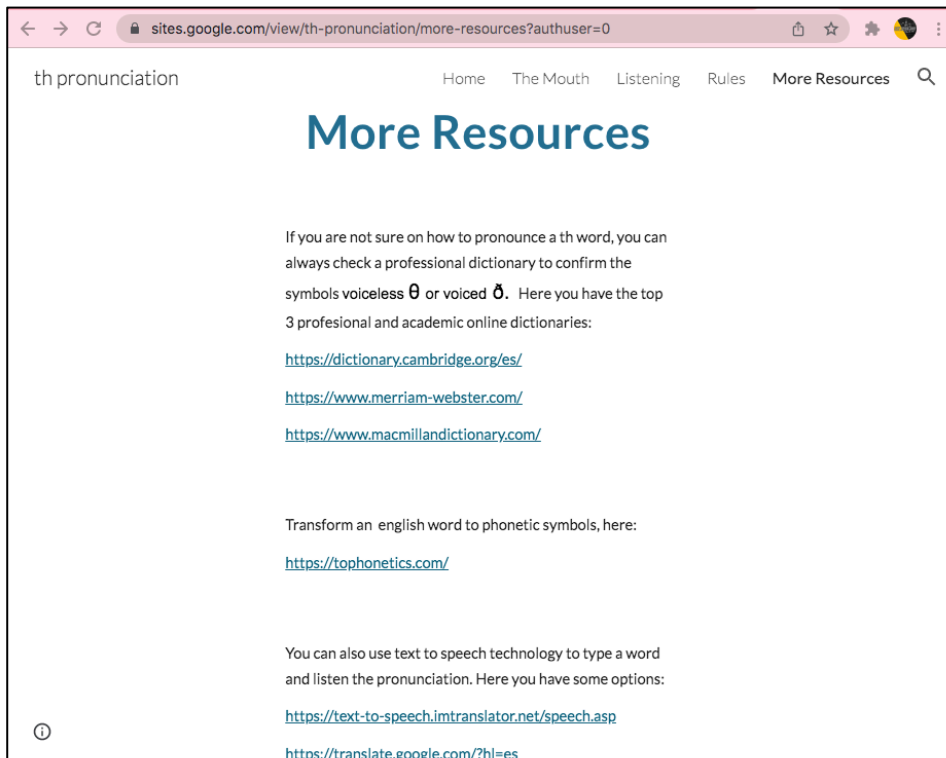 sites.google.com/view/th-pronunciation/more-resources?authuser=0
th pronunciation
Home The Mouth Listening Rules More Resources
More Resources
If you are not sure on how to pronounce a th word, you can
always check a professional dictionary to confirm the
symbols voiceless θ or voiced ð. Here you have the top
3 profesional and academic online dictionaries:
https://dictionary.cambridge.org/es/
https://www.merriam-webster.com/
https://www.macmillandictionary.com/
Transform an english word to phonetic symbols, here:
https://tophonetics.com/
You can also use text to speech technology to type a word
and listen the pronunciation. Here you have some options:
https://text-to-speech.imtranslator.net/speech.asp
https://translate.google.com/?hl=es